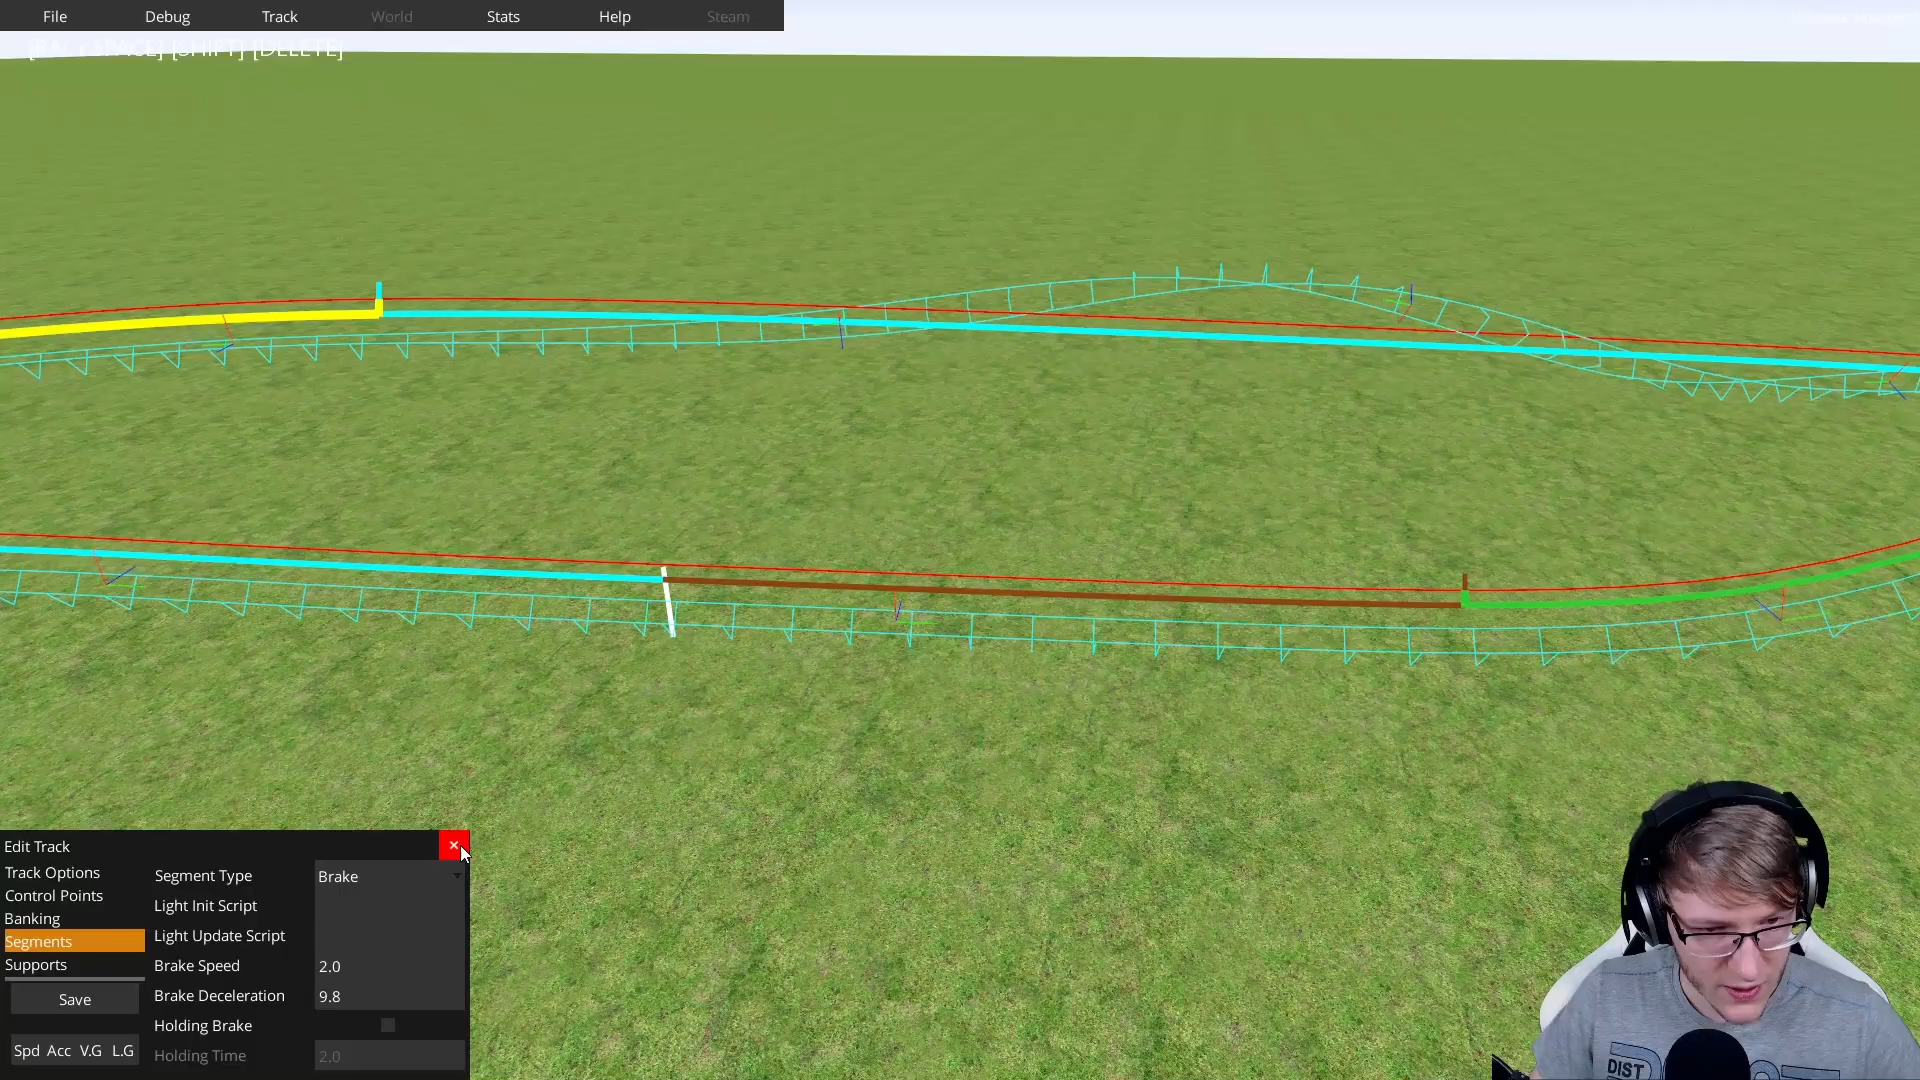 File Debug Track World Stats Help Steam
[SHIFT] [DELETE]
Edit Track
×
Track Options
Control Points
Banking
Segments
Supports
Save
Spd Acc V.G L.G
Segment Type Brake
Light Init Script
Light Update Script
Brake Speed 2.0
Brake Deceleration 9.8
Holding Brake
Holding Time 2.0
DIST